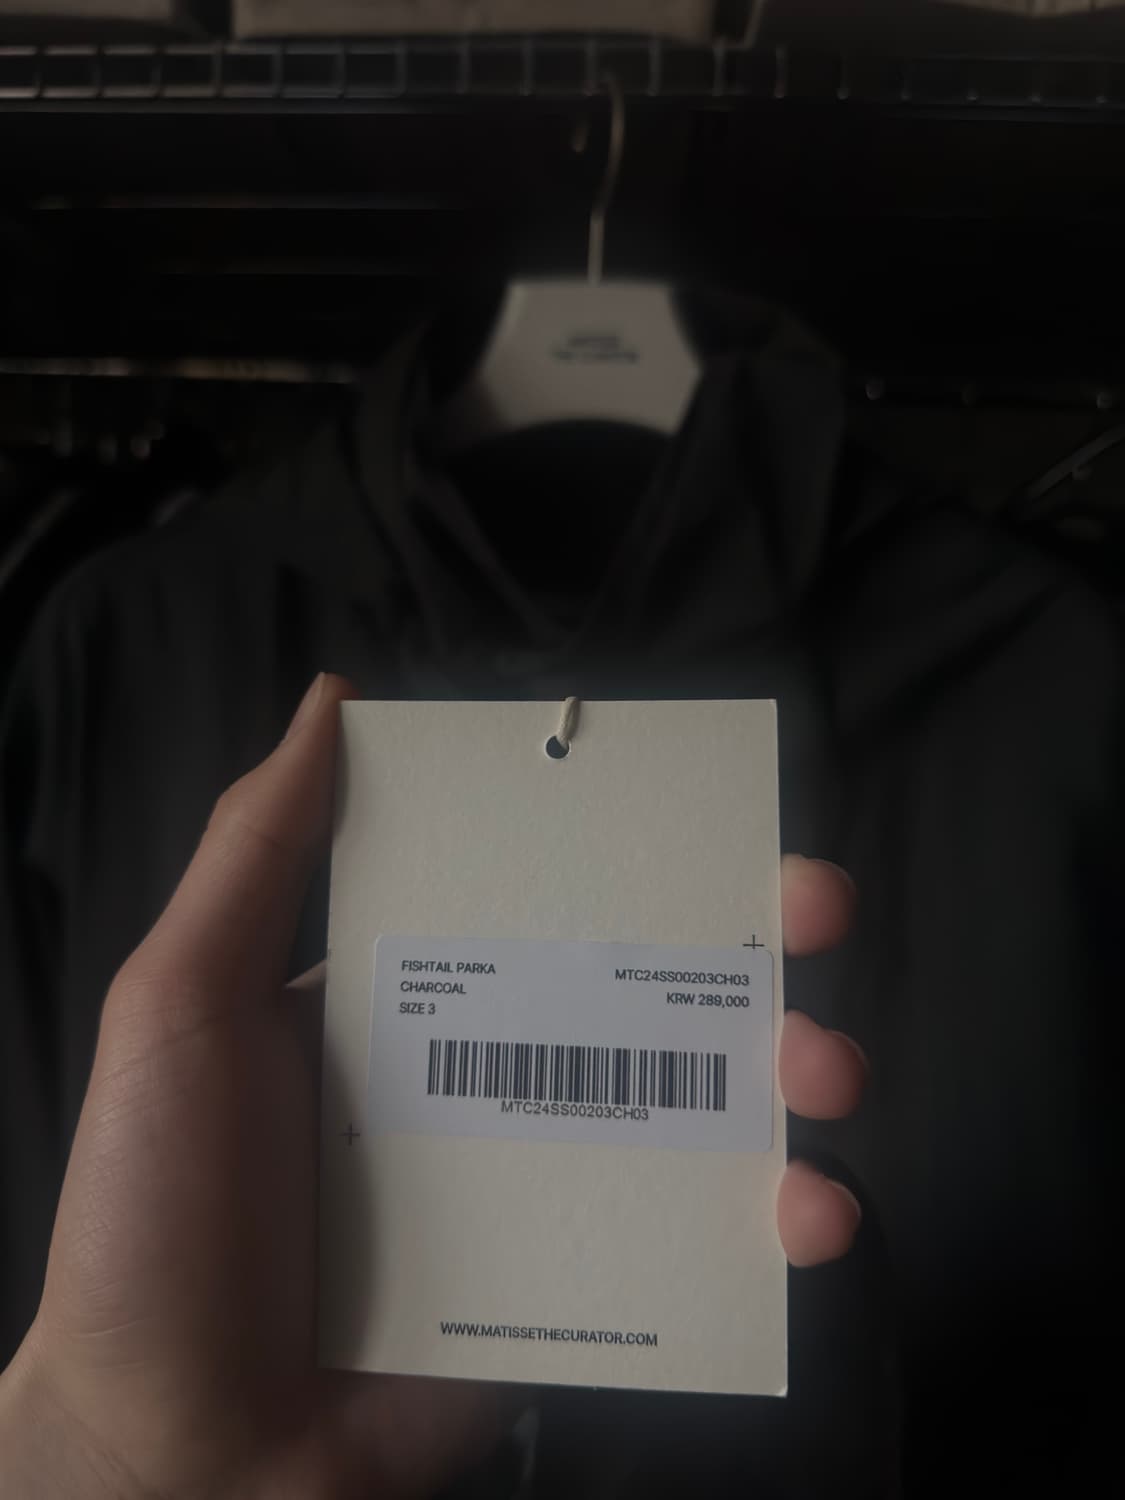 FISHTAIL PARKA
CHARCOAL
SIZE 3
MTC24SS00203CH03
KRW 289,000
MTC24SS00203CH03
WWW.MATISSETHECURATOR.COM